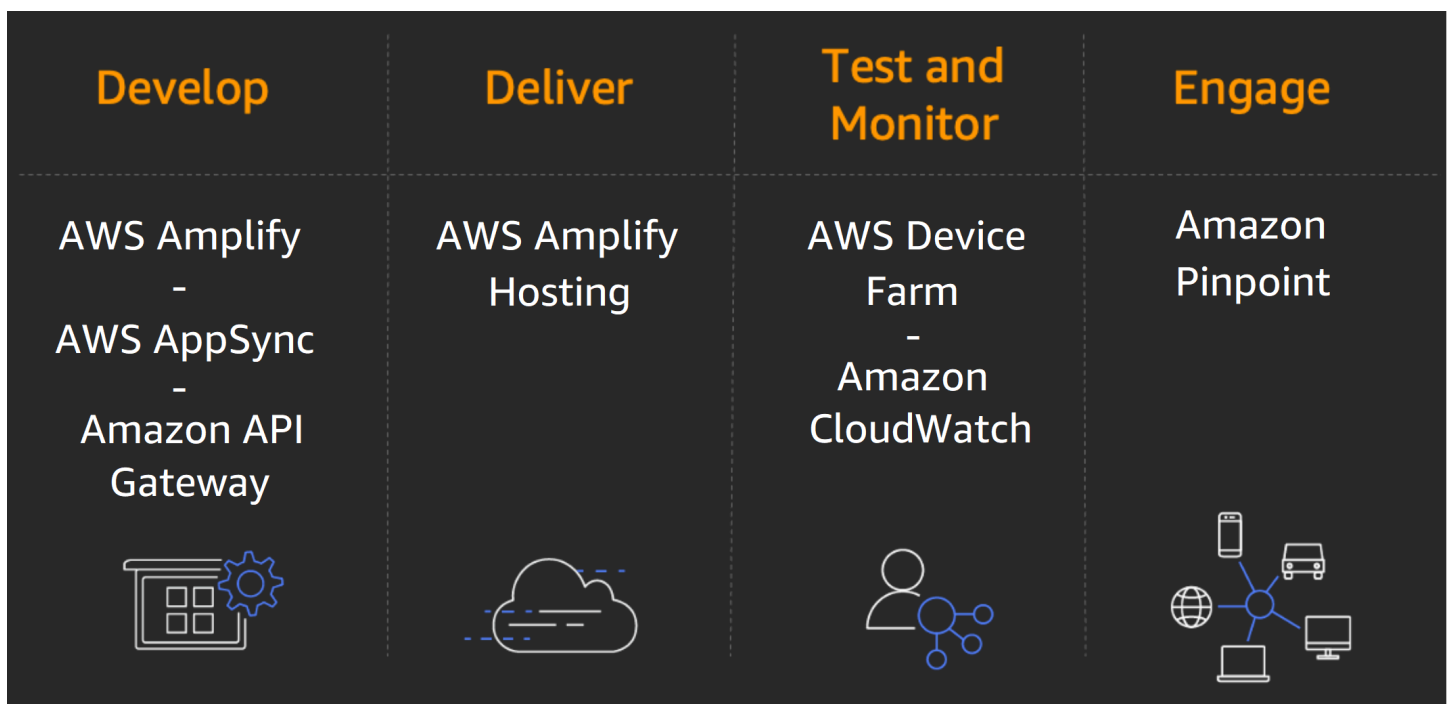 Develop
AWS Amplify
-
AWS AppSync
-
Amazon API
Gateway
Deliver
AWS Amplify
Hosting
Test and
Monitor
AWS Device
Farm
-
Amazon
CloudWatch
Engage
Amazon
Pinpoint